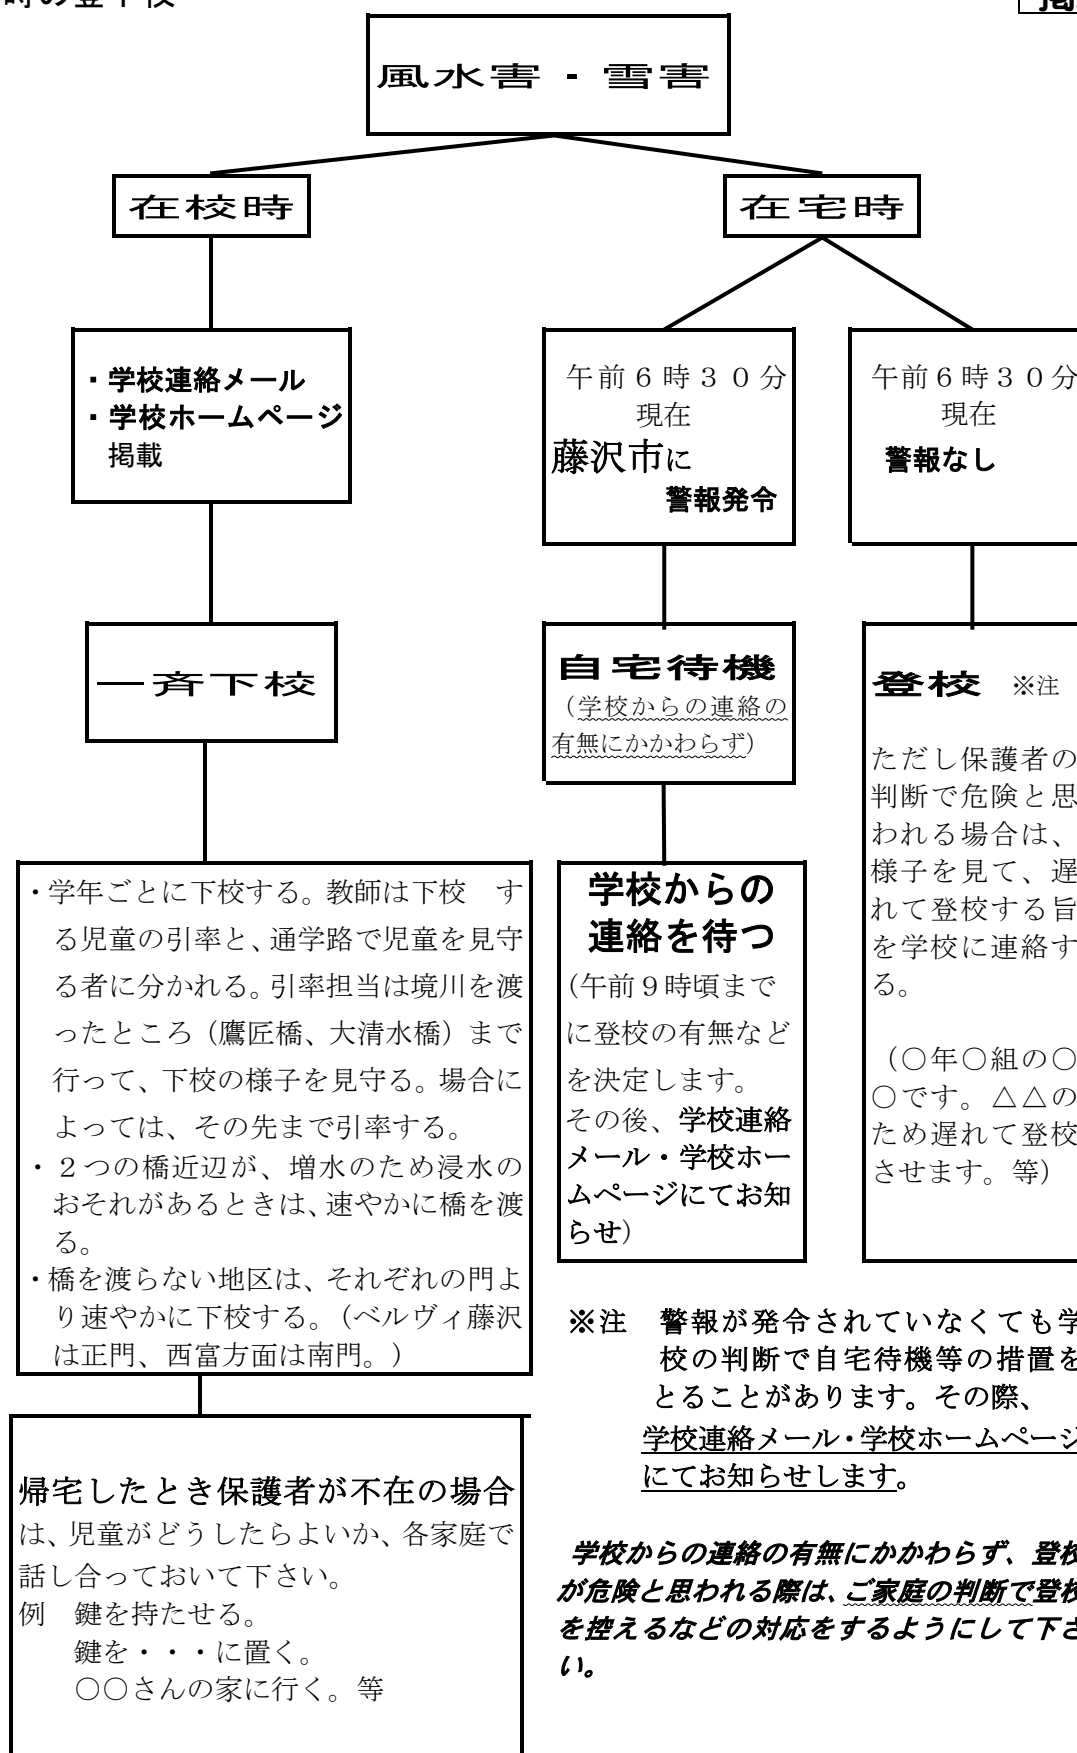 風水害・雪害
在校時
在宅時
・学校連絡メール
・学校ホームページ
掲載
午前６時３０分
現在
藤沢市に
警報発令
午前６時３０分
現在
警報なし
一斉下校
自宅待機
（学校からの連絡の
有無にかかわらず）
登校　※注
ただし保護者の
判断で危険と思
われる場合は、
様子を見て、遅
れて登校する旨
を学校に連絡す
る。
（○年○組の○
○です。△△の
ため遅れて登校
させます。等）
・学年ごとに下校する。教師は下校　す
る児童の引率と、通学路で児童を見守
る者に分かれる。引率担当は境川を渡
ったところ（鷹匠橋、大清水橋）まで
行って、下校の様子を見守る。場合に
よっては、その先まで引率する。
・２つの橋近辺が、増水のため浸水の
おそれがあるときは、速やかに橋を渡
る。
・橋を渡らない地区は、それぞれの門よ
り速やかに下校する。（ベルヴィ藤沢
は正門、西富方面は南門。）
学校からの
連絡を待つ
(午前９時頃まで
に登校の有無など
を決定します。
その後、学校連絡
メール・学校ホー
ムページにてお知
らせ）
※注　警報が発令されていなくても学
校の判断で自宅待機等の措置を
とることがあります。その際、
学校連絡メール・学校ホームページ
にてお知らせします。
帰宅したとき保護者が不在の場合
は、児童がどうしたらよいか、各家庭で
話し合っておいて下さい。
例　鍵を持たせる。
鍵を・・・に置く。
○○さんの家に行く。等
学校からの連絡の有無にかかわらず、登校
が危険と思われる際は、ご家庭の判断で登校
を控えるなどの対応をするようにして下さ
い。